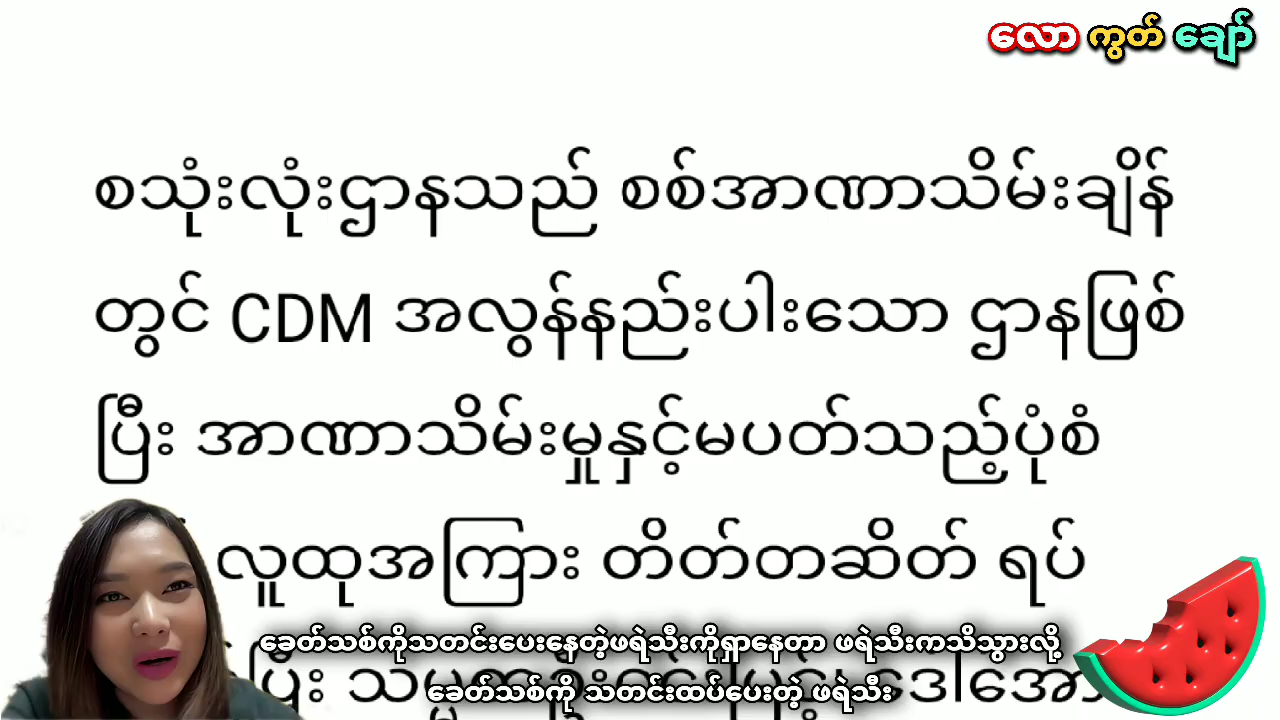 လော ကွတ် ချော်
စသုံးလုံးဌာနသည် စစ်အာဏာသိမ်းချိန်
တွင် CDM အလွန်နည်းပါးသော ဌာနဖြစ်
ပြီး အာဏာသိမ်းမှုနှင့်မပတ်သည့်ပုံစံ
လူထုအကြား တိတ်တဆိတ် ရပ်
ခေတ်သစ်ကိုသတင်းပေးနေတဲ့ဖရဲသီးကိုရှာနေတာ ဖရဲသီးကသိသွားလို့
ခေတ်သစ်ကို သတင်းထပ်ပေးတဲ့ ဖရဲသီး